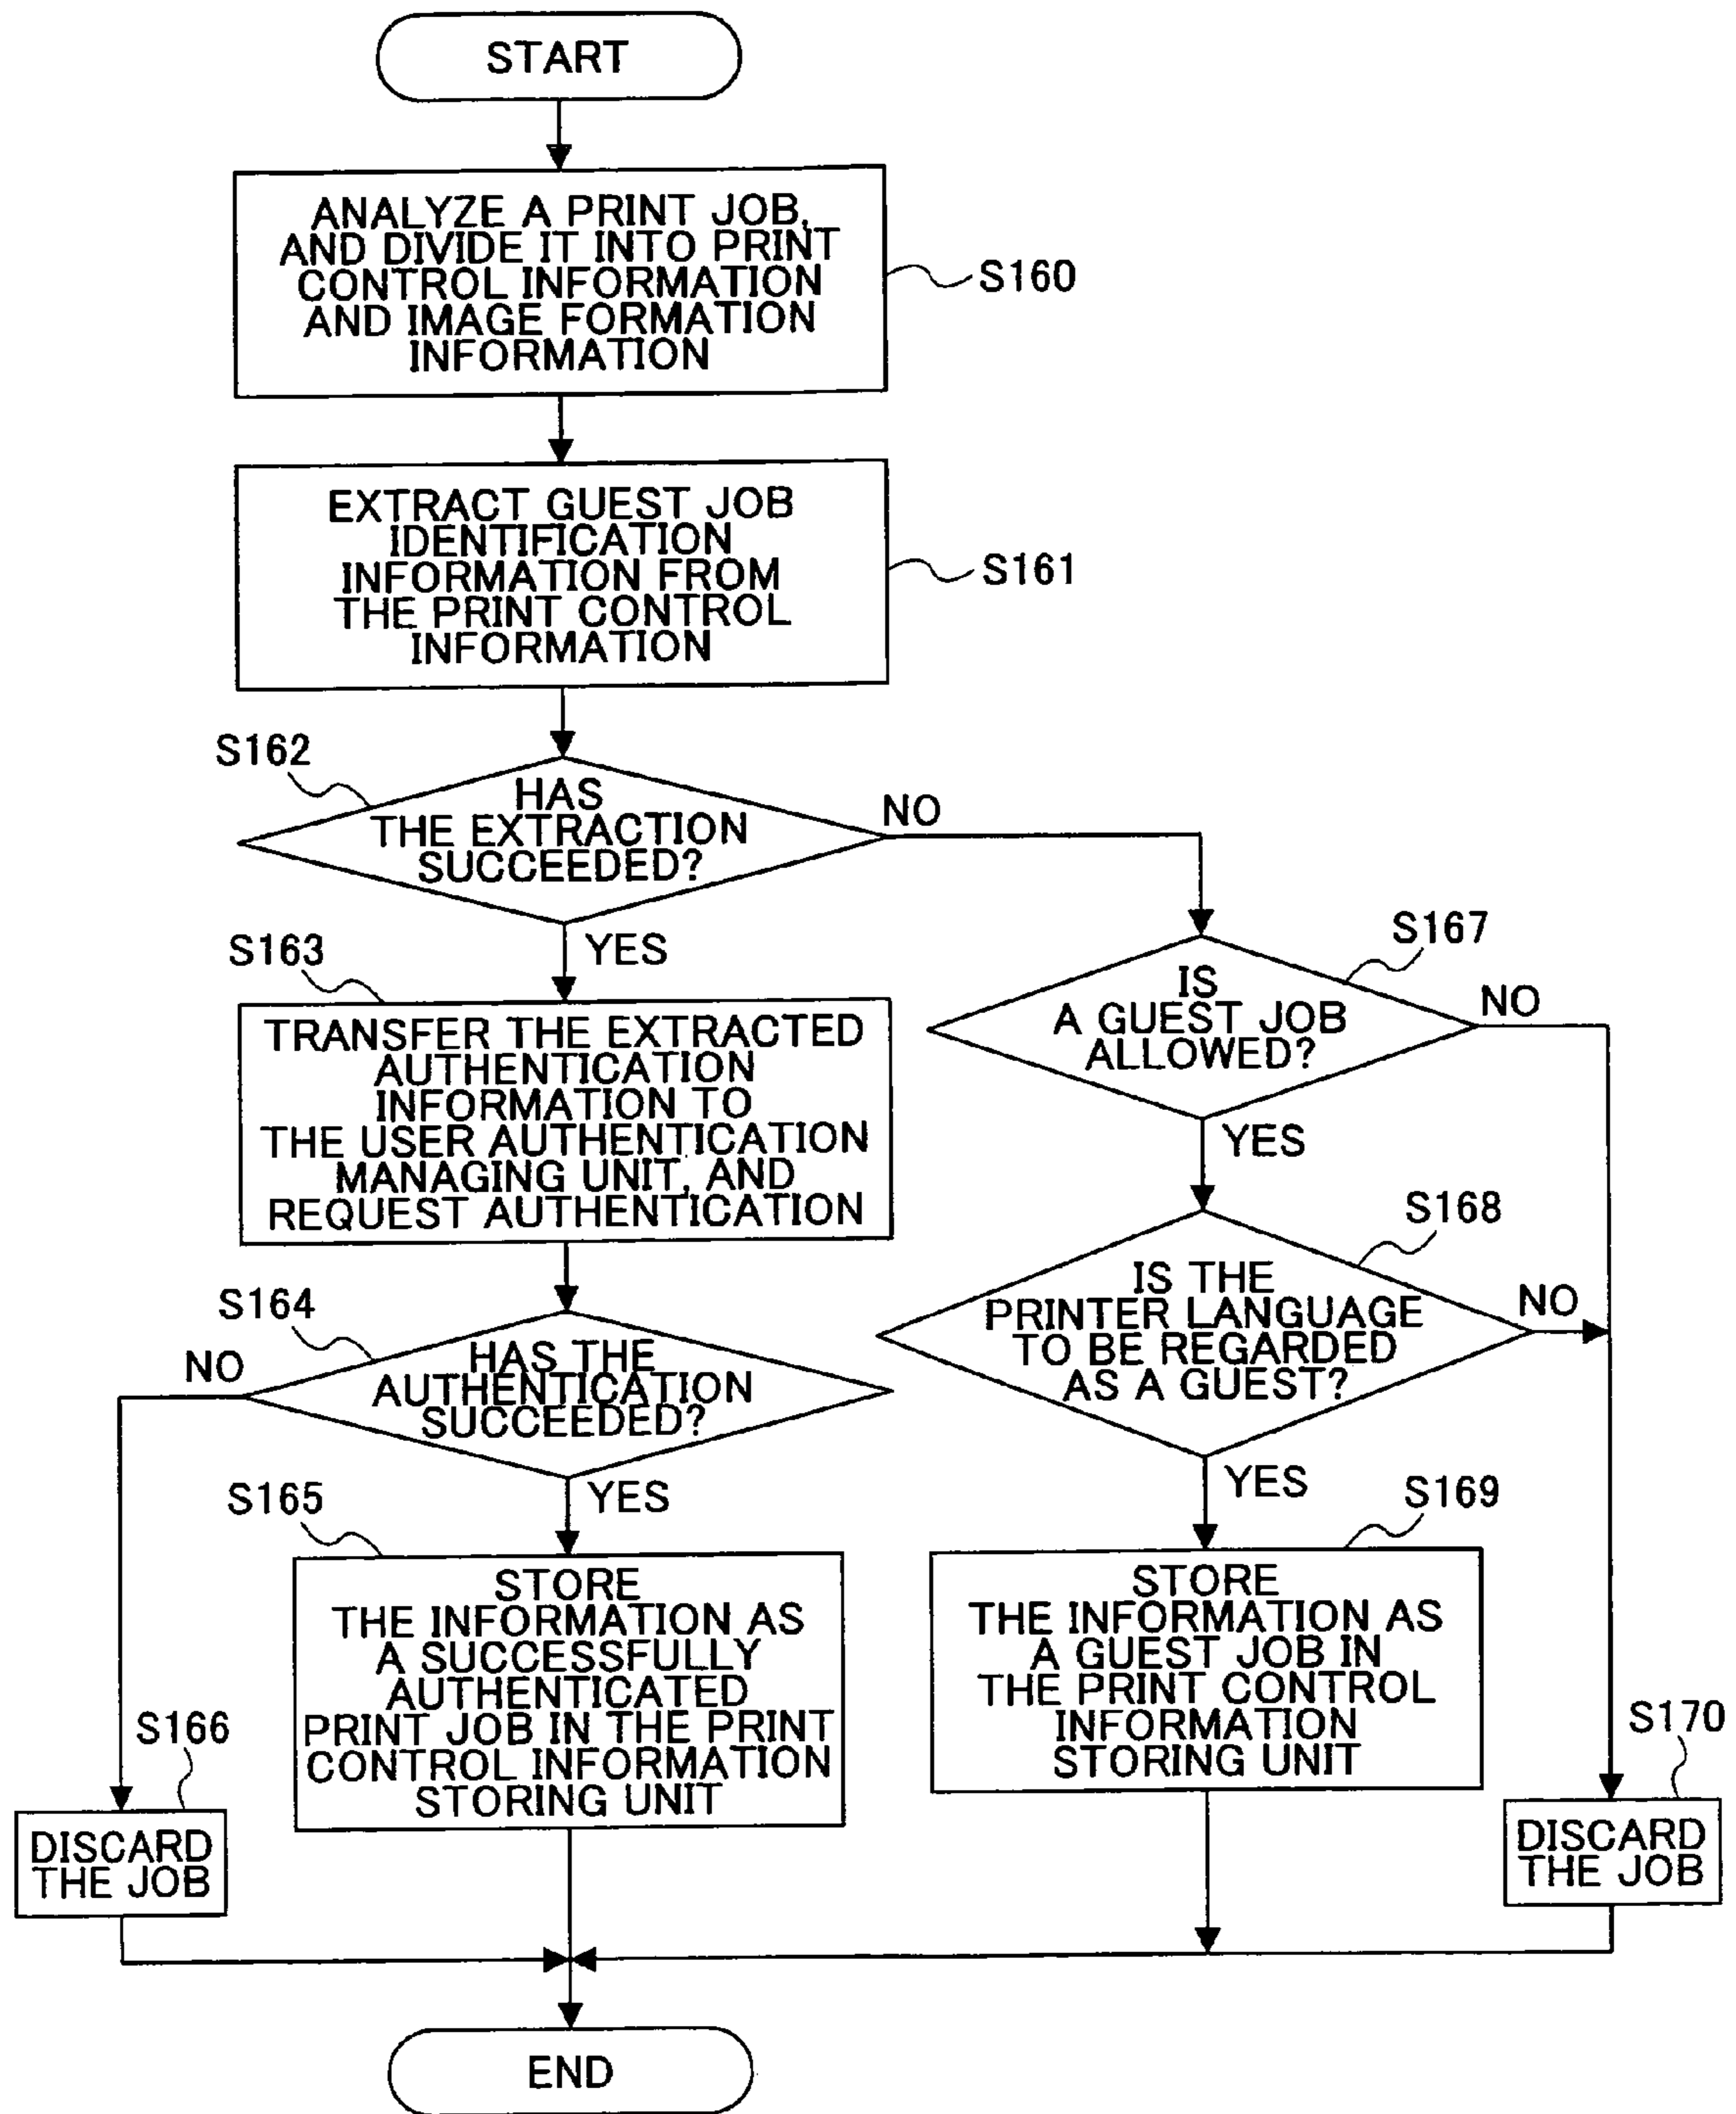 START
ANALYZE A PRINT JOB,
AND DIVIDE IT INTO PRINT
CONTROL INFORMATION
AND IMAGE FORMATION
INFORMATION
S160
EXTRACT GUEST JOB
IDENTIFICATION
INFORMATION FROM
THE PRINT CONTROL
INFORMATION
S161
S162
HAS
THE EXTRACTION
SUCCEEDED?
NO
YES
S163
TRANSFER THE EXTRACTED
AUTHENTICATION
INFORMATION TO
THE USER AUTHENTICATION
MANAGING UNIT, AND
REQUEST AUTHENTICATION
S167
IS
A GUEST JOB
ALLOWED?
NO
YES
S164
HAS THE
AUTHENTICATION
SUCCEEDED?
NO
YES
S168
IS THE
PRINTER LANGUAGE
TO BE REGARDED
AS A GUEST?
NO
YES
S165
STORE
THE INFORMATION AS
A SUCCESSFULLY
AUTHENTICATED
PRINT JOB IN THE PRINT
CONTROL INFORMATION
STORING UNIT
S169
STORE
THE INFORMATION AS
A GUEST JOB IN
THE PRINT CONTROL
INFORMATION
STORING UNIT
S166
DISCARD
THE JOB
S170
DISCARD
THE JOB
END